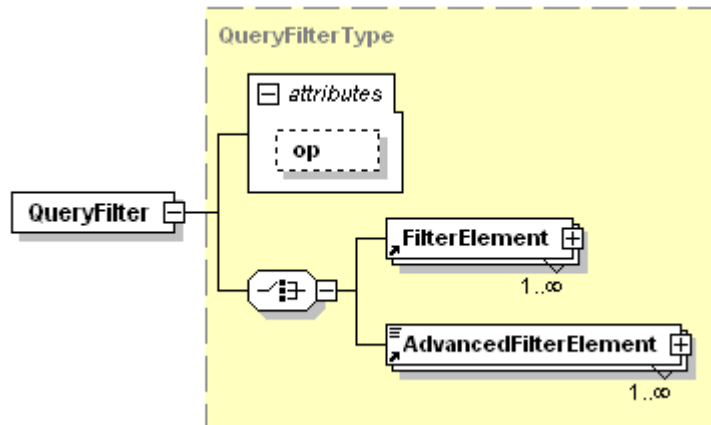 QueryFilterType
attributes
op
QueryFilter
FilterElement
1..∞
AdvancedFilterElement
1..∞